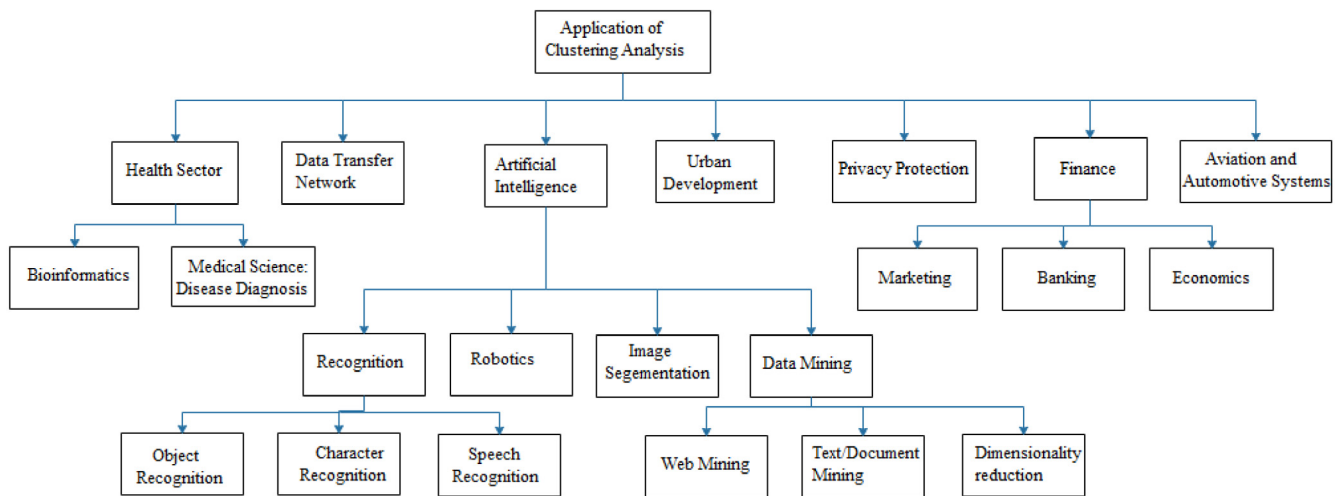 Application of
Clustering Analysis
Health Sector
Data Transfer
Network
Artificial
Intelligence
Urban
Development
Privacy Protection
Finance
Aviation and
Automotive Systems
Bioinformatics
Medical Science:
Disease Diagnosis
Marketing
Banking
Economics
Recognition
Robotics
Image
Segementation
Data Mining
Object
Recognition
Character
Recognition
Speech
Recognition
Web Mining
Text/Document
Mining
Dimensionality
reduction